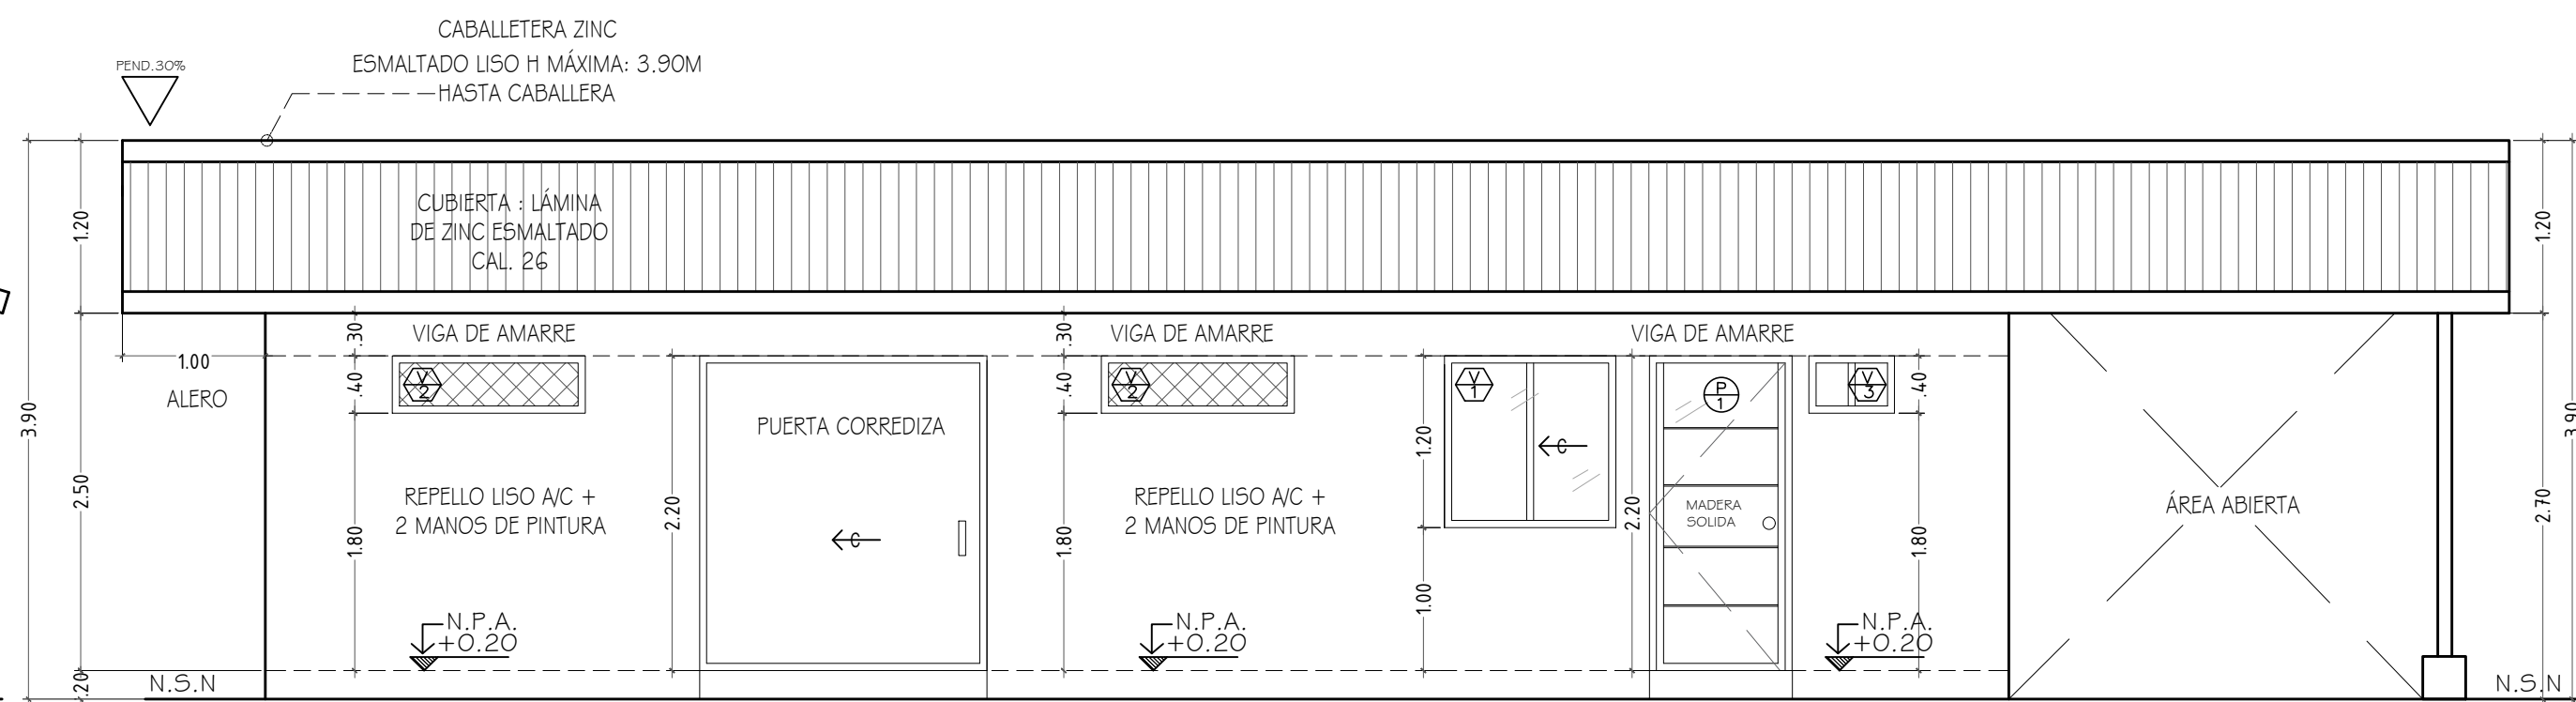 CABALLETERA ZINC
ESMALTADO LISO H MÁXIMA: 3.90M
HASTA CABALLERA
PEND.30%
CUBIERTA : LÁMINA
DE ZINC ESMALTADO
CAL. 26
1.20
1.20
3.90
2.50
.20
1.00
ALERO
N.S.N
.30
.40
1.80
VIGA DE AMARRE
V
2
REPELLO LISO A/C +
2 MANOS DE PINTURA
N.P.A.
+0.20
2.20
PUERTA CORREDIZA
C
.30
.40
1.80
VIGA DE AMARRE
V
2
REPELLO LISO A/C +
2 MANOS DE PINTURA
N.P.A.
+0.20
1.20
1.00
V
1
C
VIGA DE AMARRE
2.20
P
1
MADERA
SOLIDA
V
3
.40
1.80
N.P.A.
+0.20
ÁREA ABIERTA
2.70
3.90
N.S.N